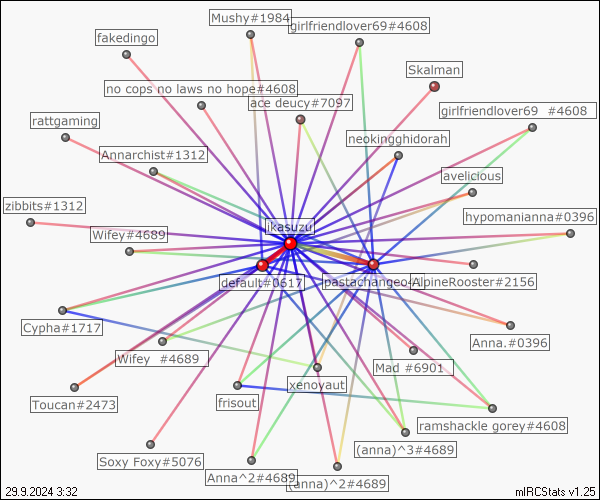 Mushy#1984
girlfriendlover69#4608
fakedingo
Skalman
no cops no laws no hope#4608
ace deucy#7097
girlfriendlover69 #4608
rattgaming
neokingghidorah
Annarchist#1312
avelicious
zibbits#1312
hypomanianna#0396
jkasuzu
Wifey#4689
default#0617
pastachangeo
AlpineRooster#2156
Cypha#1717
Anna.#0396
Wifey #4689
Mad #6901
xenoyaut
Toucan#2473
frisout
ramshackle gorey#4608
(anna)^3#4689
Soxy Foxy#5076
Anna^2#4689
(anna)^2#4689
29.9.2024 3:32
mIRCStats v1.25